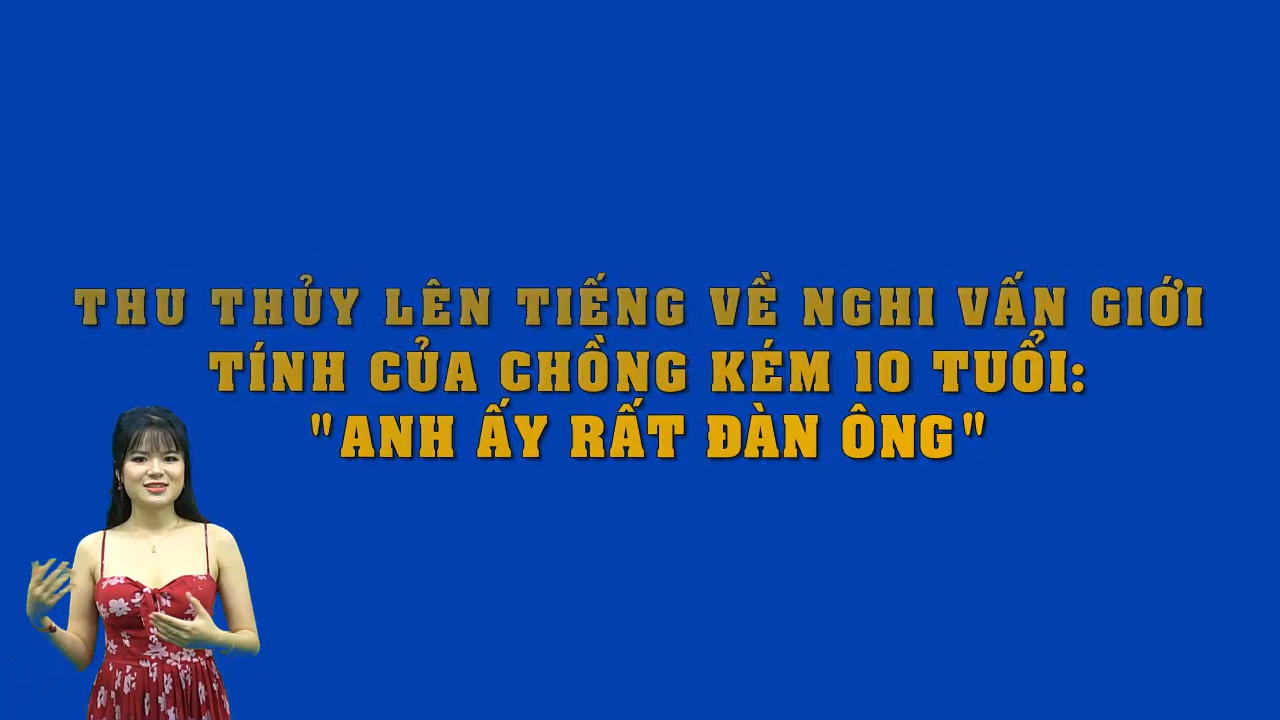 THU THỦY LÊN TIẾNG VỀ NGHI VẤN GIỚI
TÍNH CỦA CHỒNG KÉM 10 TUỔI:
"ANH ẤY RẤT ĐÀN ÔNG"